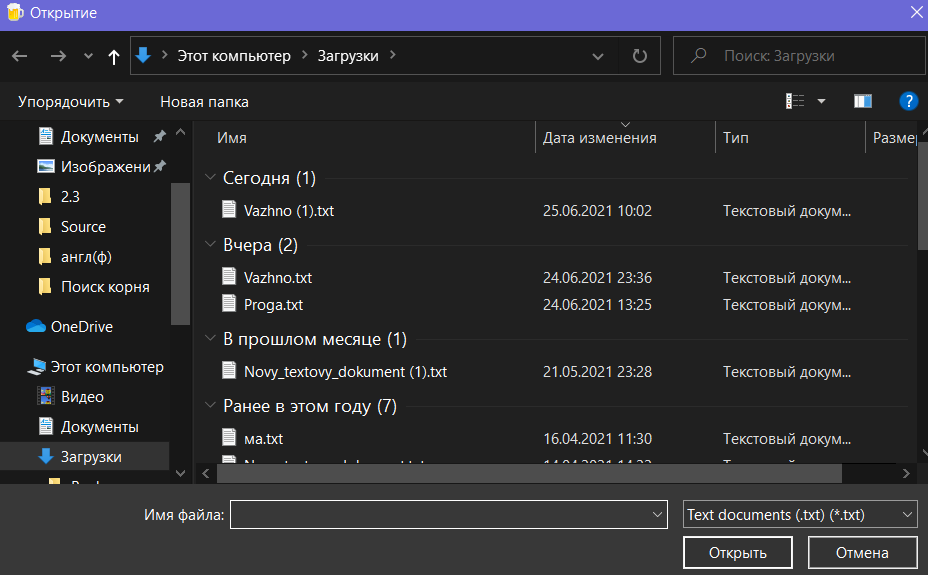 Открытие
Этот компьютер Загрузки
Поиск: Загрузки
Упорядочить Новая папка
?
Документы
Изображени
2.3
Source
англ(ф)
Поиск корня
OneDrive
Этот компьютер
Видео
Документы
Загрузки
Имя Дата изменения Тип Размер
Сегодня (1)
Vazhno (1).txt 25.06.2021 10:02 Текстовый докум...
Вчера (2)
Vazhno.txt 24.06.2021 23:36 Текстовый докум...
Proga.txt 24.06.2021 13:25 Текстовый докум...
В прошлом месяце (1)
Novy_textovy_dokument (1).txt 21.05.2021 23:28 Текстовый докум...
Ранее в этом году (7)
ма.txt 16.04.2021 11:30 Текстовый докум...
Имя файла:
Text documents (.txt) (*.txt)
Открыть Отмена